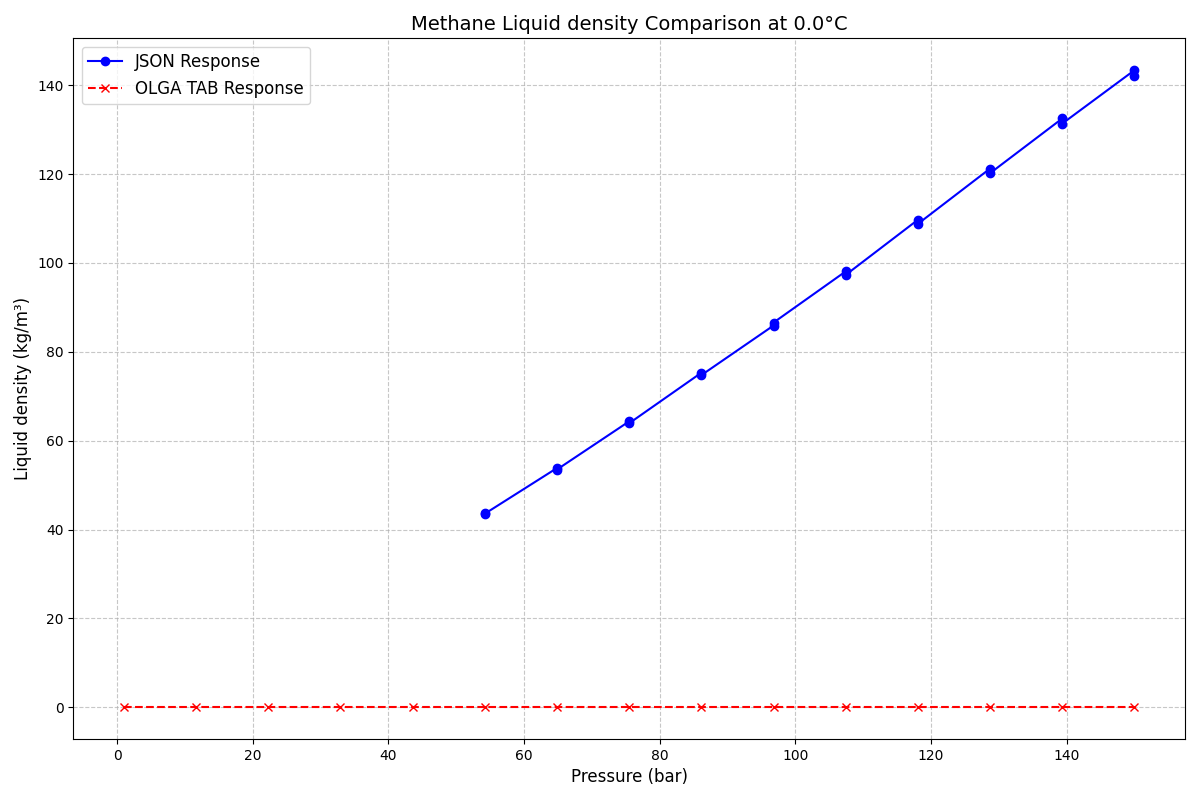 Methane Liquid density Comparison at 0.0°C
JSON Response
OLGA TAB Response
Liquid density (kg/m³)
140
120
100
80
60
40
20
0
0 20 40 60 80 100 120 140
Pressure (bar)